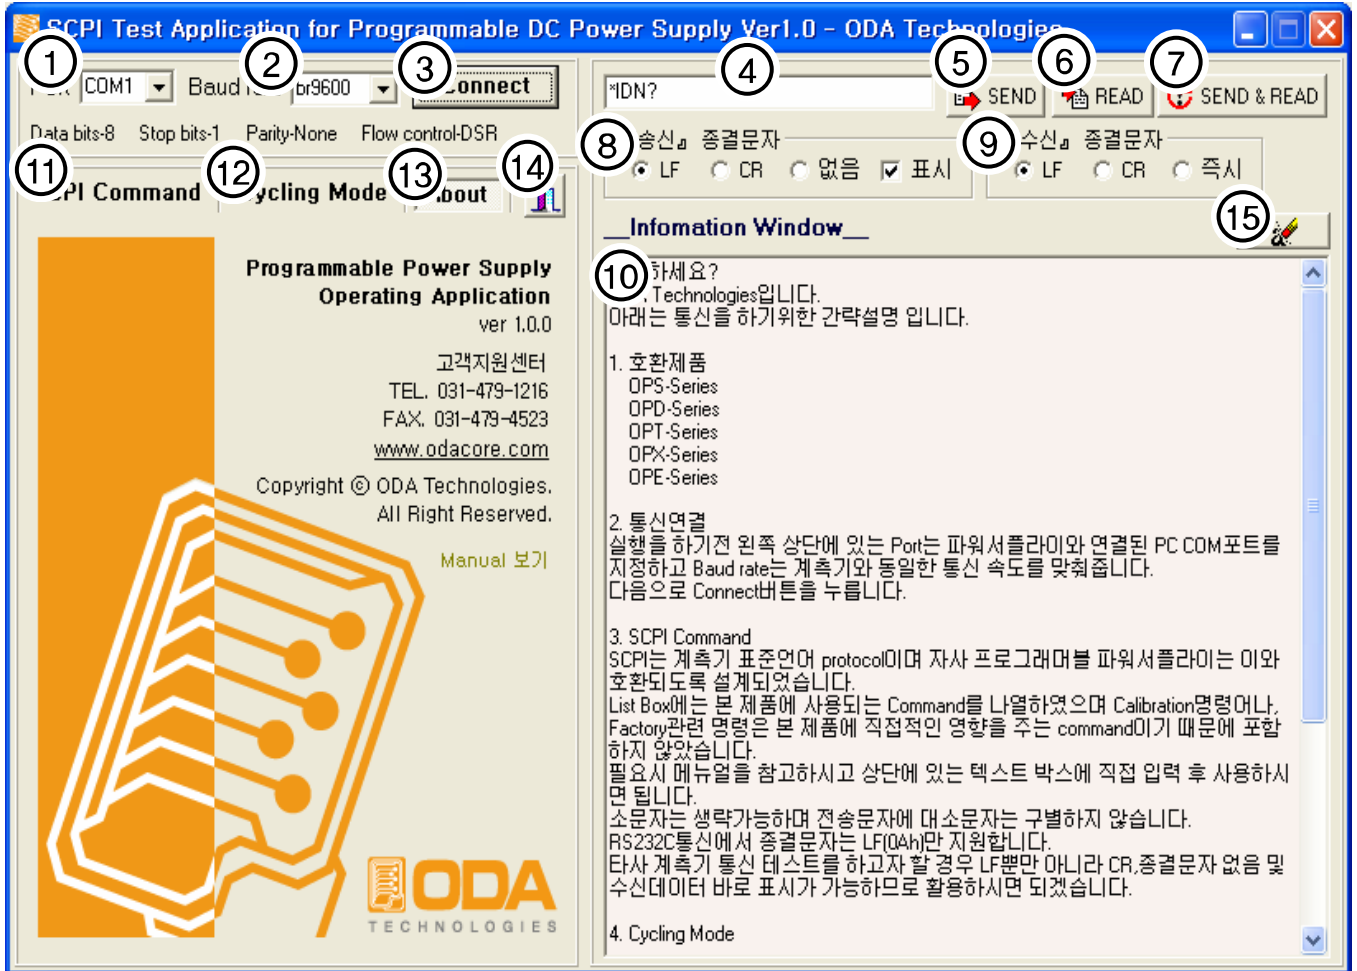 SCPI Test Application for Programmable DC Power Supply Ver1.0 - ODA Technologies
1
COM1
Baud
2
br9600
3
Connect
Data bits-8 Stop bits-1 Parity-None Flow control-DSR
11
SCPI Command
12
Cycling Mode
13
About
14
Programmable Power Supply
Operating Application
ver 1.0.0
고객지원센터
TEL. 031-479-1216
FAX. 031-479-4523
www.odacore.com
Copyright ⓒ ODA Technologies.
All Right Reserved.
Manual 보기
ODA
TECHNOLOGIES
4
*IDN?
5
SEND
6
READ
7
SEND & READ
8
송신』 종결문자
LF CR 없음 표시
9
수신』 종결문자
LF CR 즉시
__Infomation Window__
15
10
하세요?
Technologies입니다.
아래는 통신을 하기위한 간략설명 입니다.
1. 호환제품
OPS-Series
OPD-Series
OPT-Series
OPX-Series
OPE-Series
2. 통신연결
실행을 하기전 왼쪽 상단에 있는 Port는 파워서플라이와 연결된 PC COM포트를
지정하고 Baud rate는 계측기와 동일한 통신 속도를 맞춰줍니다.
다음으로 Connect버튼을 누릅니다.
3. SCPI Command
SCPI는 계측기 표준언어 protocol이며 자사 프로그래머블 파워서플라이는 이와
호환되도록 설계되었습니다.
List Box에는 본 제품에 사용되는 Command를 나열하였으며 Calibration명령어나,
Factory관련 명령은 본 제품에 직접적인 영향을 주는 command이기 때문에 포함
하지 않았습니다.
필요시 메뉴얼을 참고하시고 상단에 있는 텍스트 박스에 직접 입력 후 사용하시
면 됩니다.
소문자는 생략가능하며 전송문자에 대소문자는 구별하지 않습니다.
RS232C통신에서 종결문자는 LF(0Ah)만 지원합니다.
타사 계측기 통신 테스트를 하고자 할 경우 LF뿐만 아니라 CR,종결문자 없음 및
수신데이터 바로 표시가 가능하므로 활용하시면 되겠습니다.
4. Cycling Mode